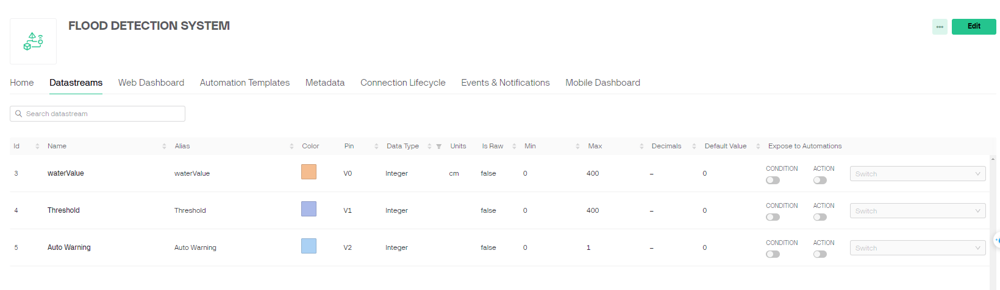 FLOOD DETECTION SYSTEM
Edit
Home Datastreams Web Dashboard Automation Templates Metadata Connection Lifecycle Events & Notifications Mobile Dashboard
Search datastream
Id Name Alias Color Pin Data Type Units Is Raw Min Max Decimals Default Value Expose to Automations
3 waterValue waterValue V0 Integer cm false 0 400 – 0 CONDITION ACTION Switch
4 Threshold Threshold V1 Integer false 0 400 – 0 CONDITION ACTION Switch
5 Auto Warning Auto Warning V2 Integer false 0 1 – 0 CONDITION ACTION Switch